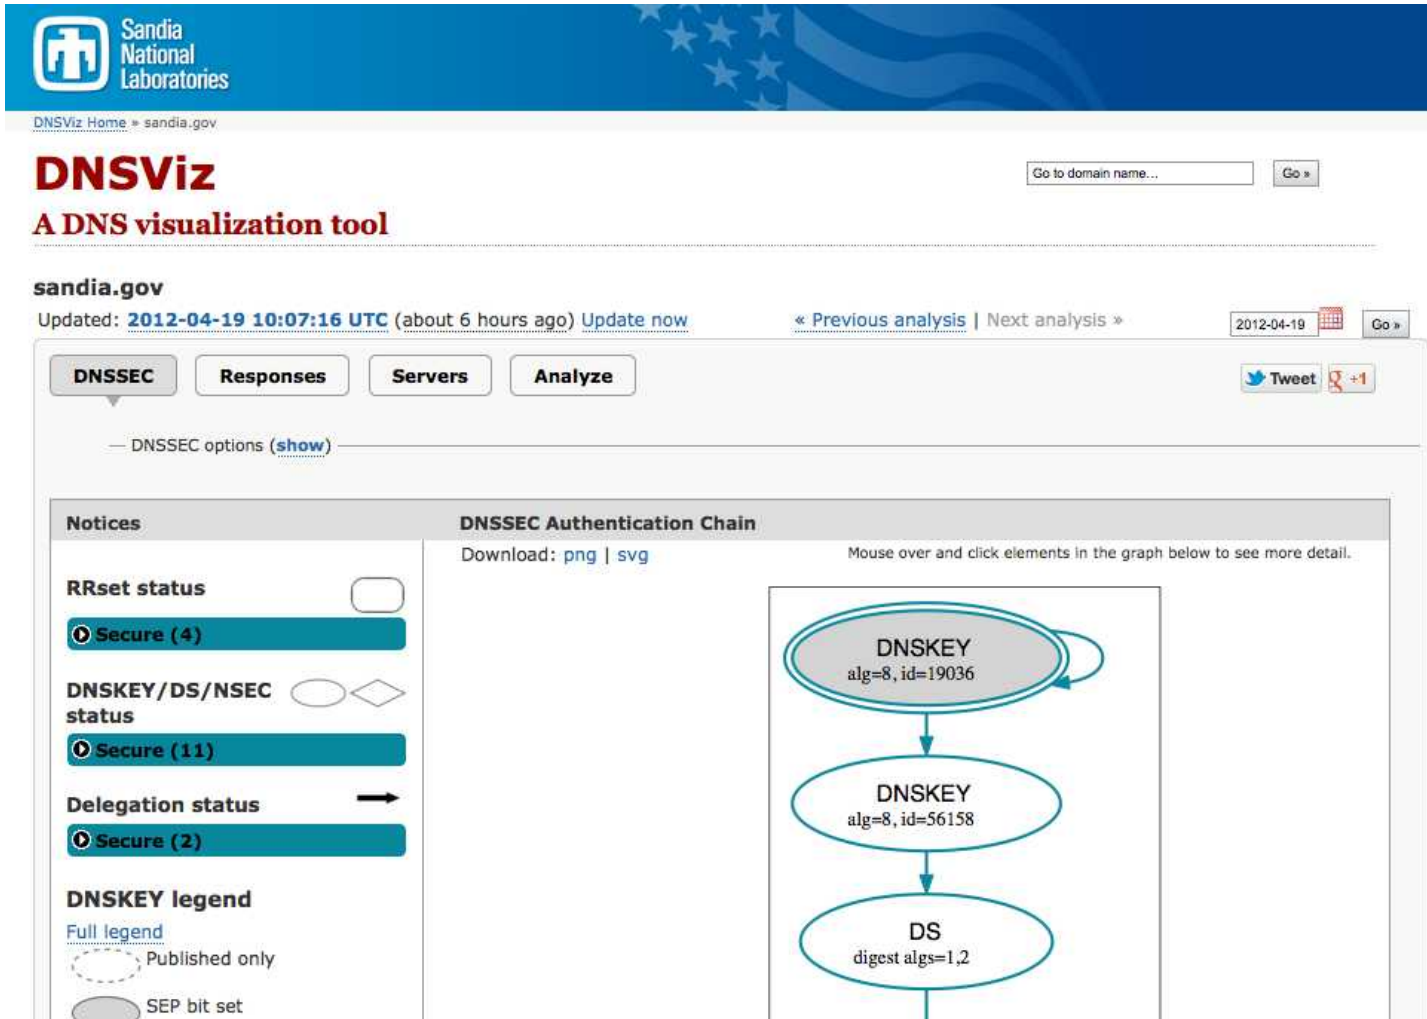 Sandia
National
Laboratories
DNSViz Home » sandia.gov
DNSViz
Go to domain name...
Go »
A DNS visualization tool
sandia.gov
Updated: 2012-04-19 10:07:16 UTC (about 6 hours ago) Update now
« Previous analysis | Next analysis »
2012-04-19
Go »
DNSSEC
Responses
Servers
Analyze
Tweet
+1
DNSSEC options (show)
Notices
DNSSEC Authentication Chain
Download: png | svg
Mouse over and click elements in the graph below to see more detail.
RRset status
Secure (4)
DNSKEY/DS/NSEC
status
Secure (11)
Delegation status
Secure (2)
DNSKEY legend
Full legend
Published only
SEP bit set
DNSKEY
alg=8, id=19036
DNSKEY
alg=8, id=56158
DS
digest algs=1,2